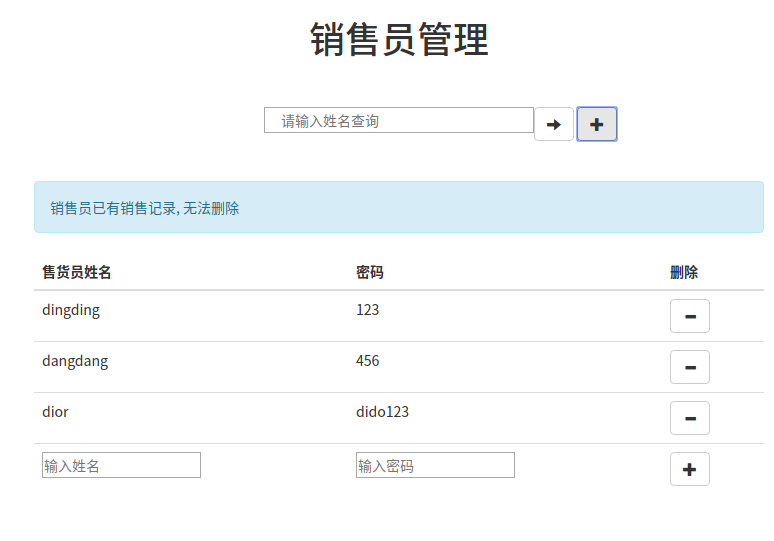 销售员管理
请输入姓名查询
销售员已有销售记录, 无法删除
售货员姓名 密码 删除
dingding 123
dangdang 456
dior dido123
输入姓名 输入密码